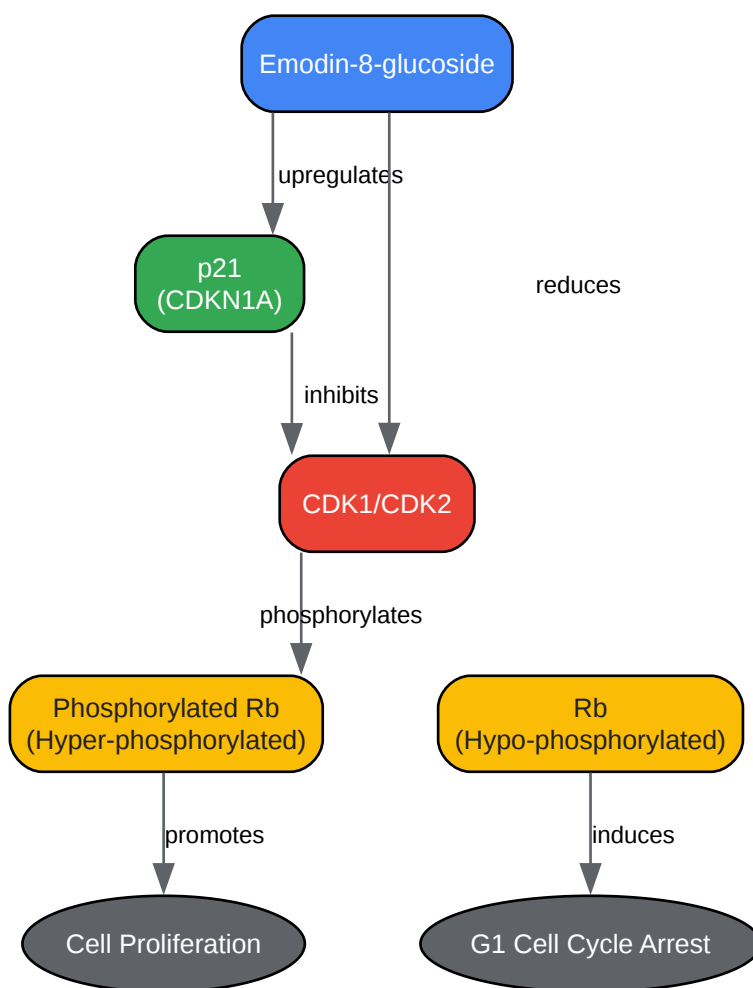 Emodin-8-glucoside
upregulates
p21
(CDKN1A)
reduces
inhibits
CDK1/CDK2
phosphorylates
Phosphorylated Rb
(Hyper-phosphorylated)
Rb
(Hypo-phosphorylated)
promotes
induces
Cell Proliferation
G1 Cell Cycle Arrest